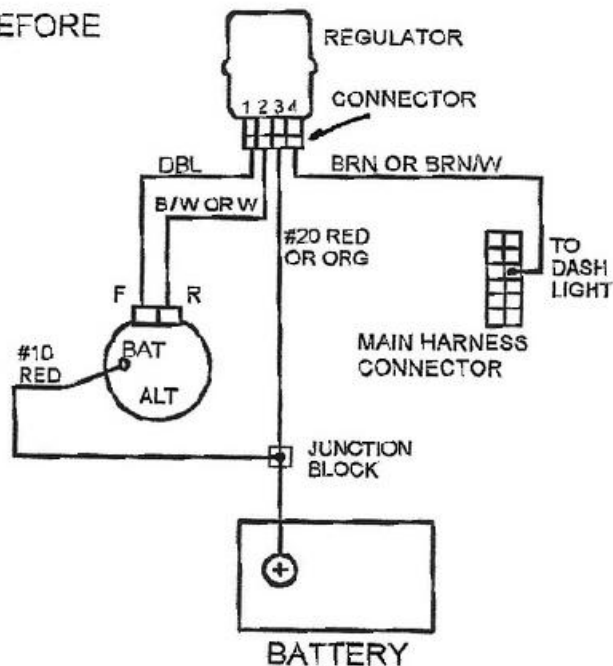 EFORE
REGULATOR
1 2 3 4
CONNECTOR
DBL
BRN OR BRN/W
B/W OR W
#20 RED
OR ORG
TO
DASH
LIGHT
F R
MAIN HARNESS
CONNECTOR
#10
RED
BAT
ALT
JUNCTION
BLOCK
+
BATTERY